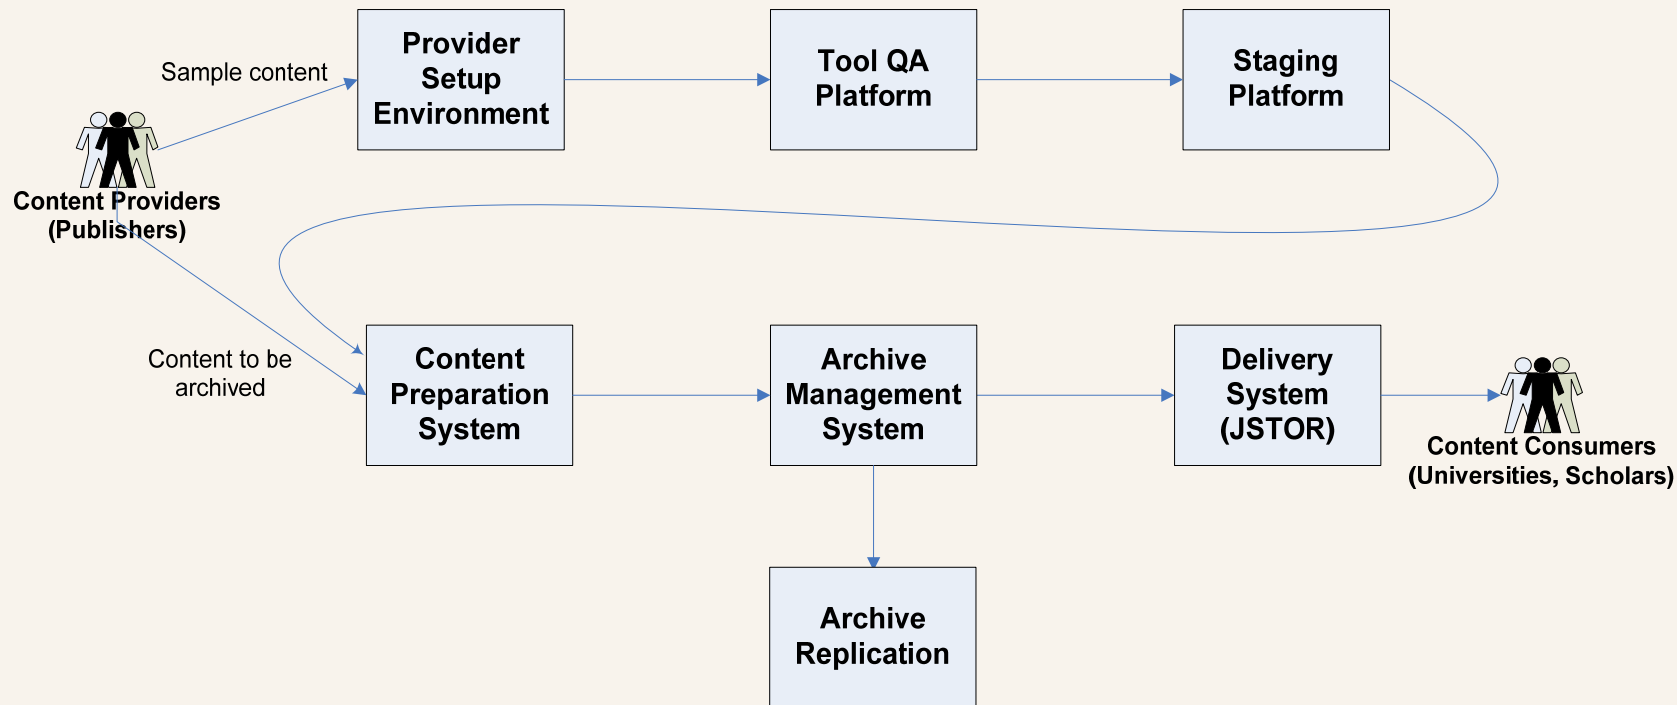 Provider
Setup
Environment
Tool QA
Platform
Staging
Platform
Sample content
Content Providers
(Publishers)
Content to be
archived
Content
Preparation
System
Archive
Management
System
Delivery
System
(JSTOR)
Content Consumers
(Universities, Scholars)
Archive
Replication